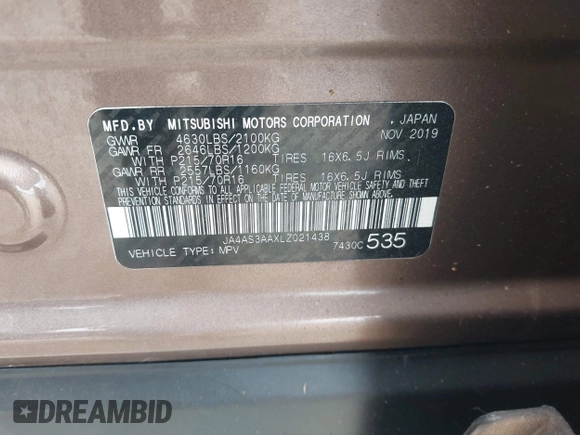 MFD.BY MITSUBISHI MOTORS CORPORATION , JAPAN
GVWR 4630LBS/2100KG NOV 2019
GAWR FR 2646LBS/1200KG
WITH P215/70R16 TIRES 16X6.5J RIMS.
GAWR RR 2557LBS/1160KG
WITH P215/70R16 TIRES 16X6.5J RIMS.
THIS VEHICLE CONFORMS TO ALL APPLICABLE FEDERAL MOTOR VEHICLE SAFETY AND THEFT
PREVENTION STANDARDS IN EFFECT ON THE DATE OF MANUFACTURE SHOWN ABOVE.
JA4AS3AAXLZ021438
VEHICLE TYPE: MPV 7430C 535
DREAMBID